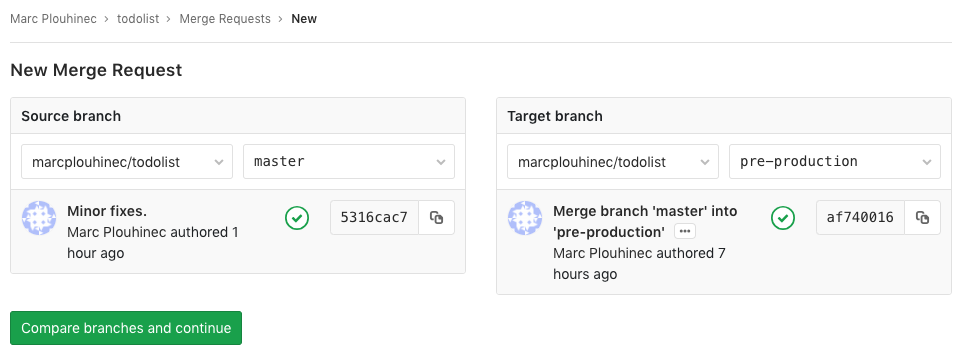 Marc Plouhinec › todolist › Merge Requests › New
New Merge Request
Source branch
marcplouhinec/todolist
master
Minor fixes.
Marc Plouhinec authored 1
hour ago
5316cac7
Target branch
marcplouhinec/todolist
pre-production
Merge branch 'master' into
'pre-production' ...
Marc Plouhinec authored 7
hours ago
af740016
Compare branches and continue